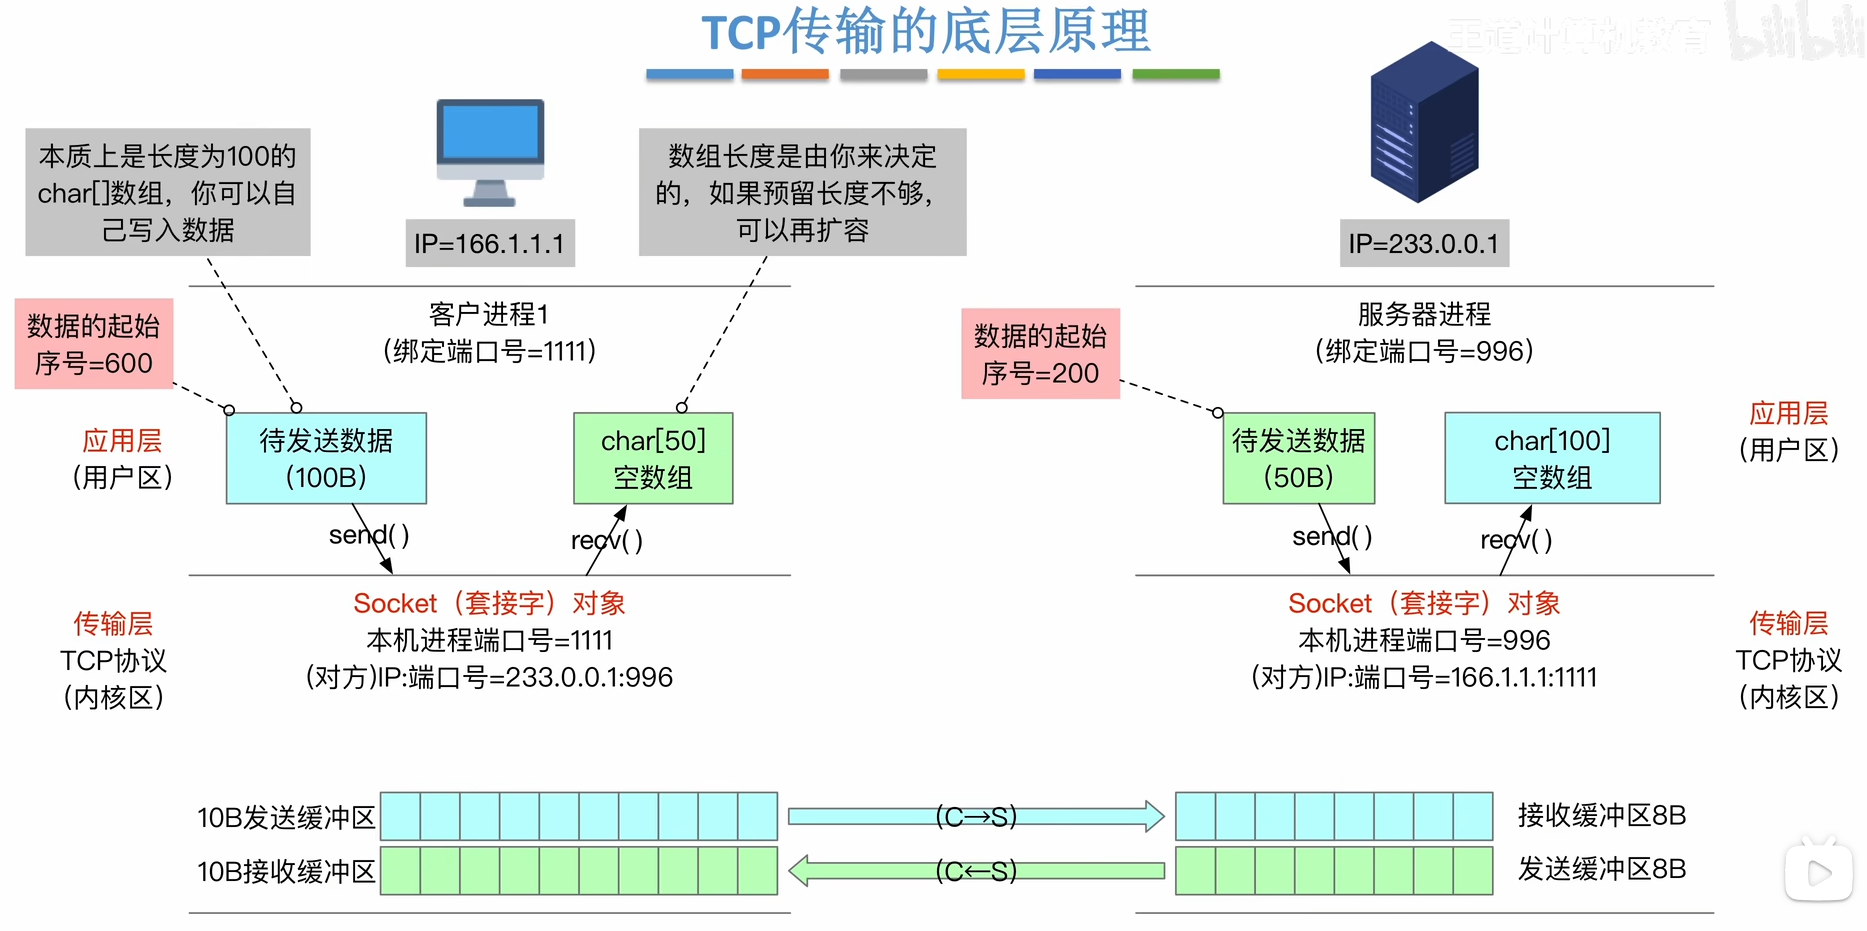 TCP传输的底层原理
王道计算机教育
bilibili
本质上是长度为100的
char[]数组，你可以自
己写入数据
IP=166.1.1.1
数组长度是由你来决定
的，如果预留长度不够，
可以再扩容
IP=233.0.0.1
数据的起始
序号=600
客户进程1
(绑定端口号=1111)
数据的起始
序号=200
服务器进程
(绑定端口号=996)
应用层
(用户区)
待发送数据
(100B)
char[50]
空数组
待发送数据
(50B)
char[100]
空数组
应用层
(用户区)
send()
recv()
send()
recv()
传输层
TCP协议
(内核区)
Socket（套接字）对象
本机进程端口号=1111
(对方)IP:端口号=233.0.0.1:996
Socket（套接字）对象
本机进程端口号=996
(对方)IP:端口号=166.1.1.1:1111
传输层
TCP协议
(内核区)
10B发送缓冲区
(C→S)
接收缓冲区8B
10B接收缓冲区
(C←S)
发送缓冲区8B